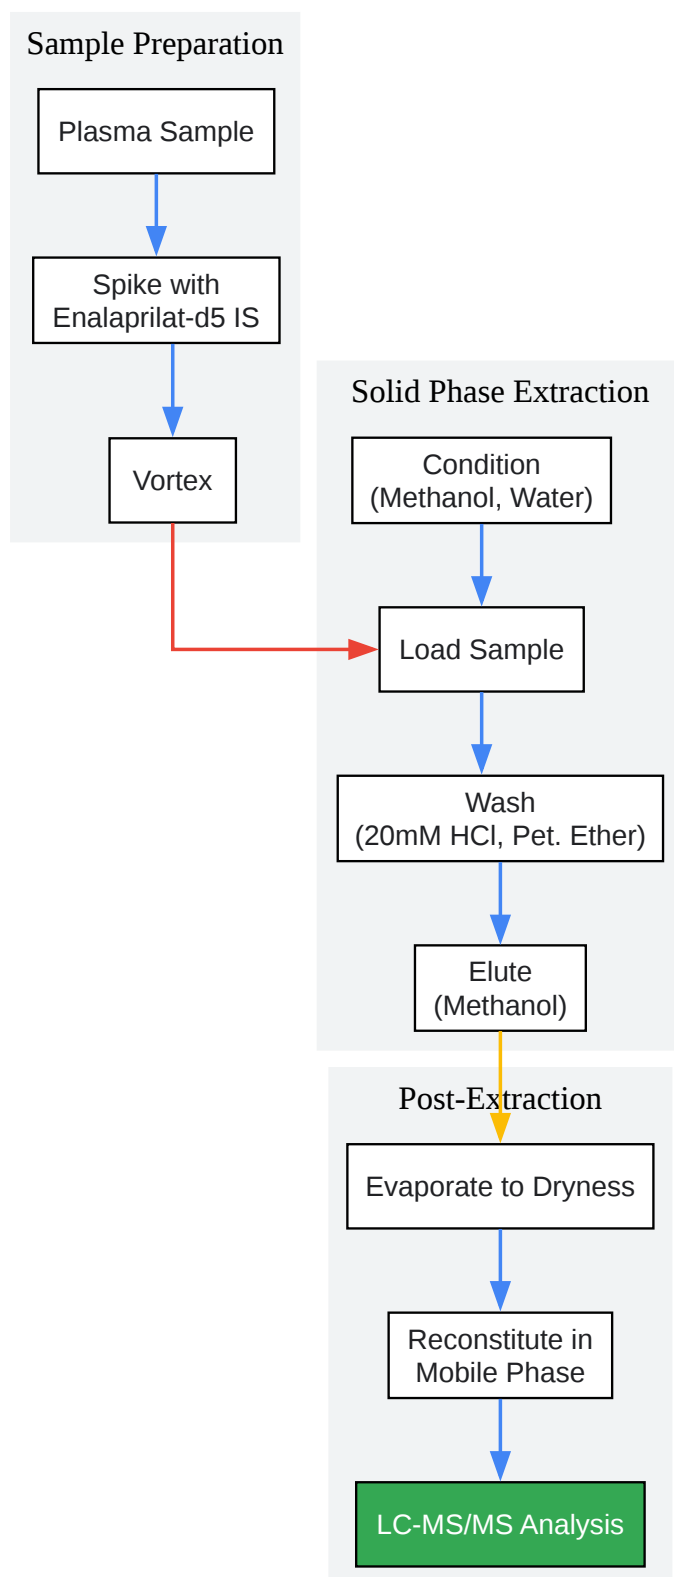 Sample Preparation
Plasma Sample
Spike with
Enalaprilat-d5 IS
Vortex
Solid Phase Extraction
Condition
(Methanol, Water)
Load Sample
Wash
(20mM HCl, Pet. Ether)
Elute
(Methanol)
Post-Extraction
Evaporate to Dryness
Reconstitute in
Mobile Phase
LC-MS/MS Analysis